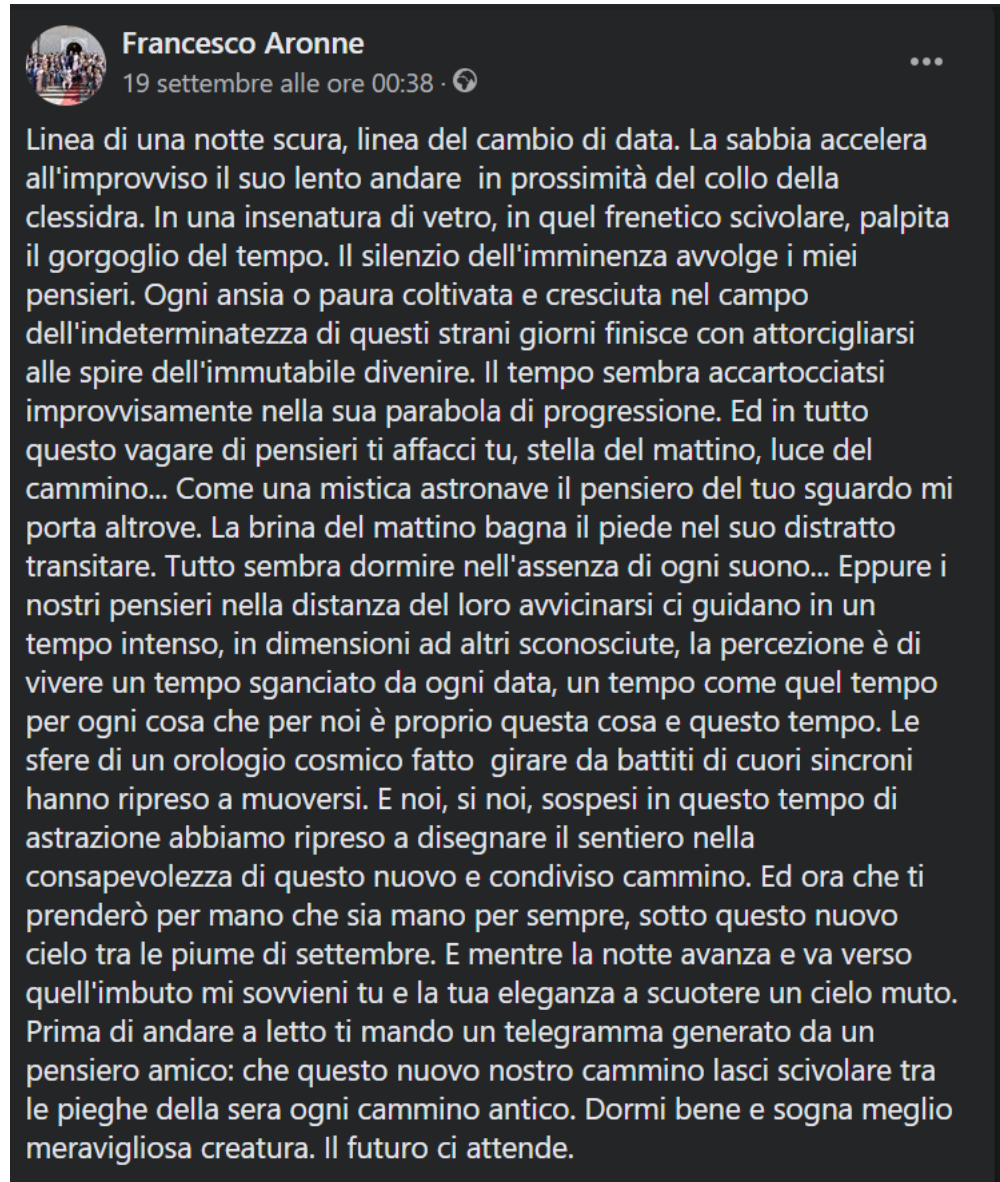 Francesco Aronne
19 settembre alle ore 00:38 ·
Linea di una notte scura, linea del cambio di data. La sabbia accelera
all'improvviso il suo lento andare  in prossimità del collo della
clessidra. In una insenatura di vetro, in quel frenetico scivolare, palpita
il gorgoglio del tempo. Il silenzio dell'imminenza avvolge i miei
pensieri. Ogni ansia o paura coltivata e cresciuta nel campo
dell'indeterminatezza di questi strani giorni finisce con attorcigliarsi
alle spire dell'immutabile divenire. Il tempo sembra accartocciatsi
improvvisamente nella sua parabola di progressione. Ed in tutto
questo vagare di pensieri ti affacci tu, stella del mattino, luce del
cammino... Come una mistica astronave il pensiero del tuo sguardo mi
porta altrove. La brina del mattino bagna il piede nel suo distratto
transitare. Tutto sembra dormire nell'assenza di ogni suono... Eppure i
nostri pensieri nella distanza del loro avvicinarsi ci guidano in un
tempo intenso, in dimensioni ad altri sconosciute, la percezione è di
vivere un tempo sganciato da ogni data, un tempo come quel tempo
per ogni cosa che per noi è proprio questa cosa e questo tempo. Le
sfere di un orologio cosmico fatto  girare da battiti di cuori sincroni
hanno ripreso a muoversi. E noi, si noi, sospesi in questo tempo di
astrazione abbiamo ripreso a disegnare il sentiero nella
consapevolezza di questo nuovo e condiviso cammino. Ed ora che ti
prenderò per mano che sia mano per sempre, sotto questo nuovo
cielo tra le piume di settembre. E mentre la notte avanza e va verso
quell'imbuto mi sovvieni tu e la tua eleganza a scuotere un cielo muto.
Prima di andare a letto ti mando un telegramma generato da un
pensiero amico: che questo nuovo nostro cammino lasci scivolare tra
le pieghe della sera ogni cammino antico. Dormi bene e sogna meglio
meravigliosa creatura. Il futuro ci attende.